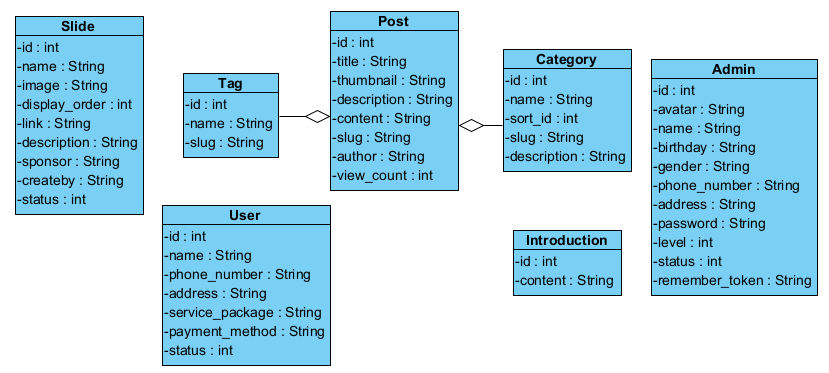 Slide
-id : int
-name : String
-image : String
-display_order : int
-link : String
-description : String
-sponsor : String
-createby : String
-status : int
Tag
-id : int
-name : String
-slug : String
Post
-id : int
-title : String
-thumbnail : String
-description : String
-content : String
-slug : String
-author : String
-view_count : int
Category
-id : int
-name : String
-sort_id : int
-slug : String
-description : String
Admin
-id : int
-avatar : String
-name : String
-birthday : String
-gender : String
-phone_number : String
-address : String
-password : String
-level : int
-status : int
-remember_token : String
User
-id : int
-name : String
-phone_number : String
-address : String
-service_package : String
-payment_method : String
-status : int
Introduction
-id : int
-content : String